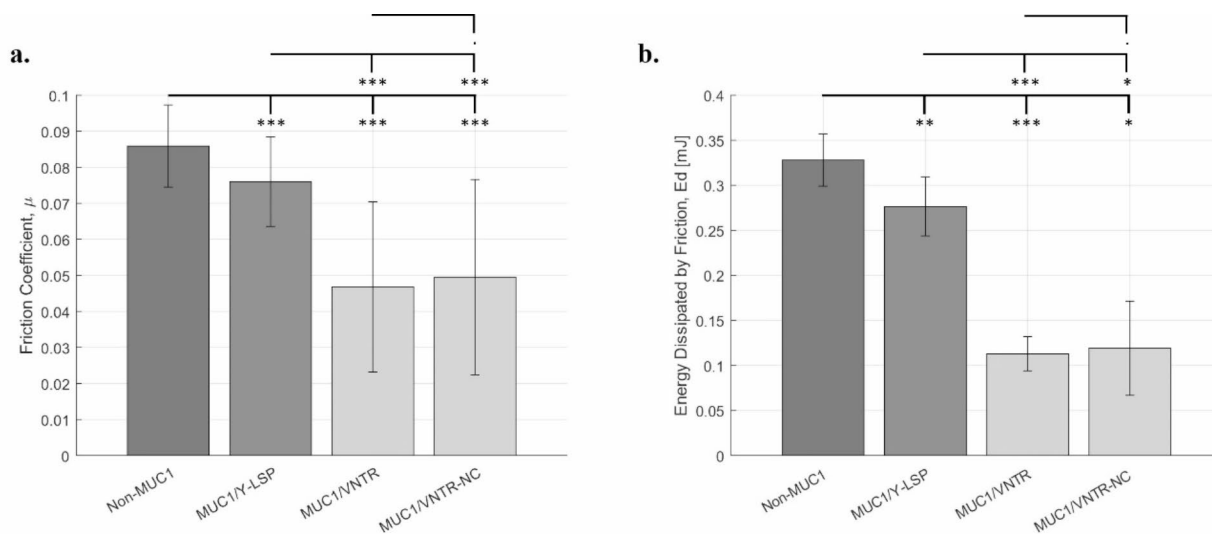 a.
.
*** ***
*** *** ***
Friction Coefficient, μ
0.1
0.09
0.08
0.07
0.06
0.05
0.04
0.03
0.02
0.01
0
Non-MUC1
MUC1/Y-LSP
MUC1/VNTR
MUC1/VNTR-NC
b.
.
*** *
** *** *
Energy Dissipated by Friction, Ed [mJ]
0.4
0.35
0.3
0.25
0.2
0.15
0.1
0.05
0
Non-MUC1
MUC1/Y-LSP
MUC1/VNTR
MUC1/VNTR-NC